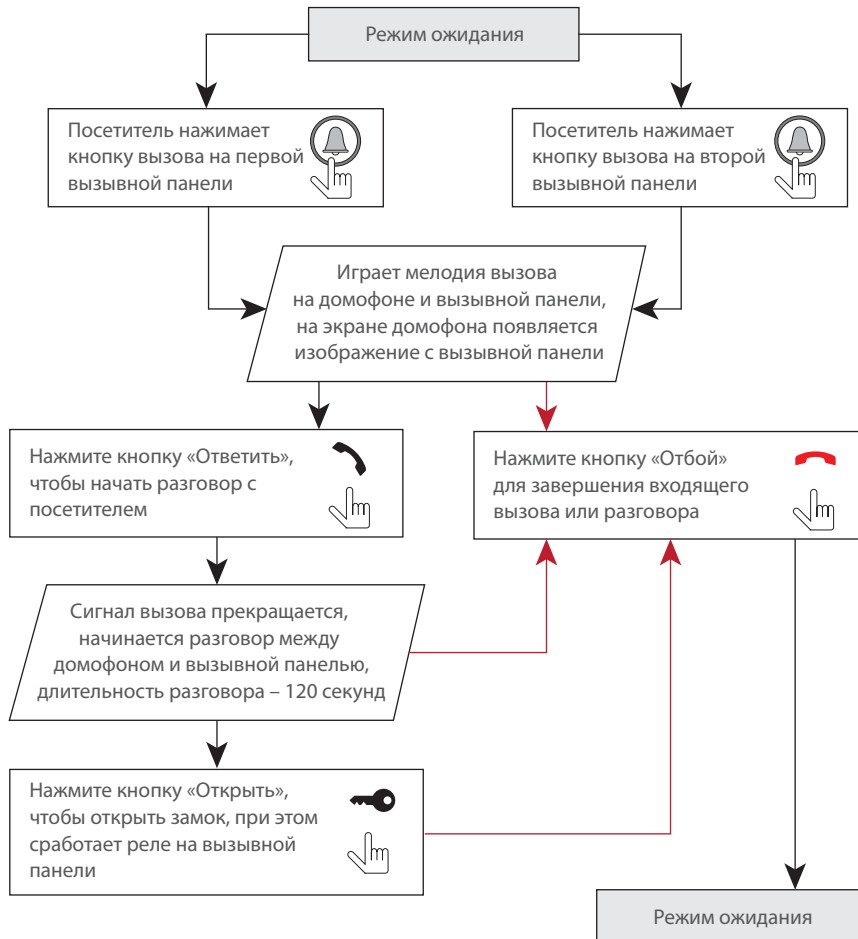 Режим ожидания
Посетитель нажимает
кнопку вызова на первой
вызывной панели
Посетитель нажимает
кнопку вызова на второй
вызывной панели
Играет мелодия вызова
на домофоне и вызывной панели,
на экране домофона появляется
изображение с вызывной панели
Нажмите кнопку «Ответить»,
чтобы начать разговор с
посетителем
Нажмите кнопку «Отбой»
для завершения входящего
вызова или разговора
Сигнал вызова прекращается,
начинается разговор между
домофоном и вызывной панелью,
длительность разговора – 120 секунд
Нажмите кнопку «Открыть»,
чтобы открыть замок, при этом
сработает реле на вызывной
панели
Режим ожидания